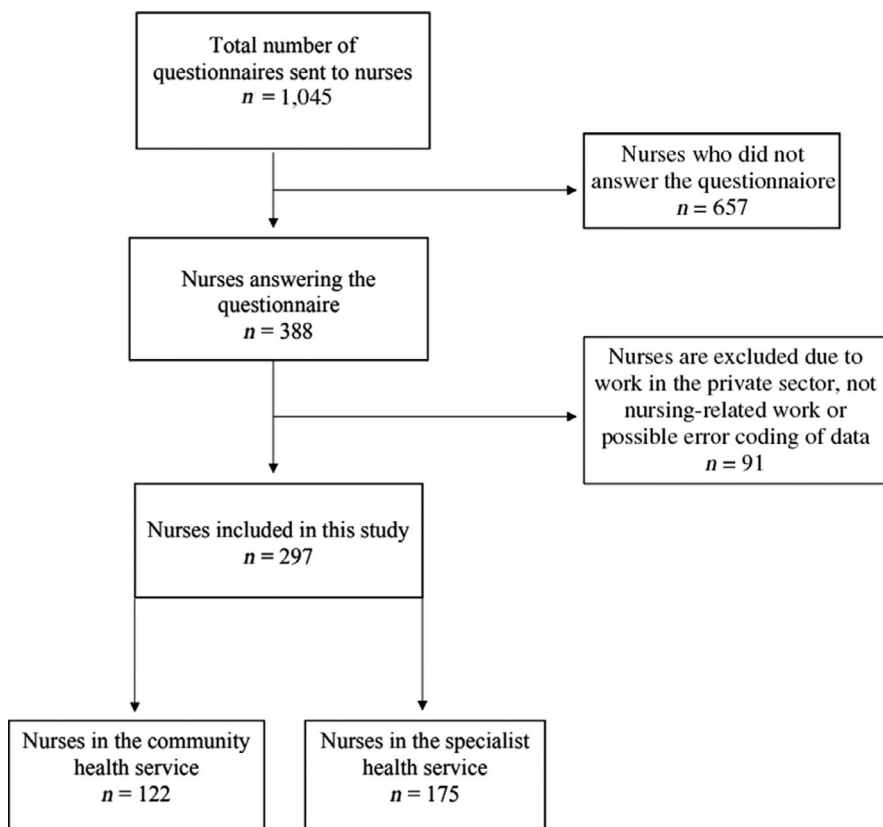 Total number of
questionnaires sent to nurses
n = 1,045
Nurses who did not
answer the questionnaiore
n = 657
Nurses answering the
questionnaire
n = 388
Nurses are excluded due to
work in the private sector, not
nursing-related work or
possible error coding of data
n = 91
Nurses included in this study
n = 297
Nurses in the community
health service
n = 122
Nurses in the specialist
health service
n = 175